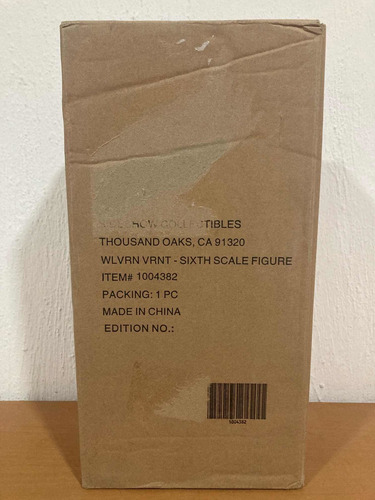 THOUSAND OAKS, CA 91320
WLVRN VRNT - SIXTH SCALE FIGURE
ITEM# 1004382
PACKING: 1 PC
MADE IN CHINA
EDITION NO.:
1004382